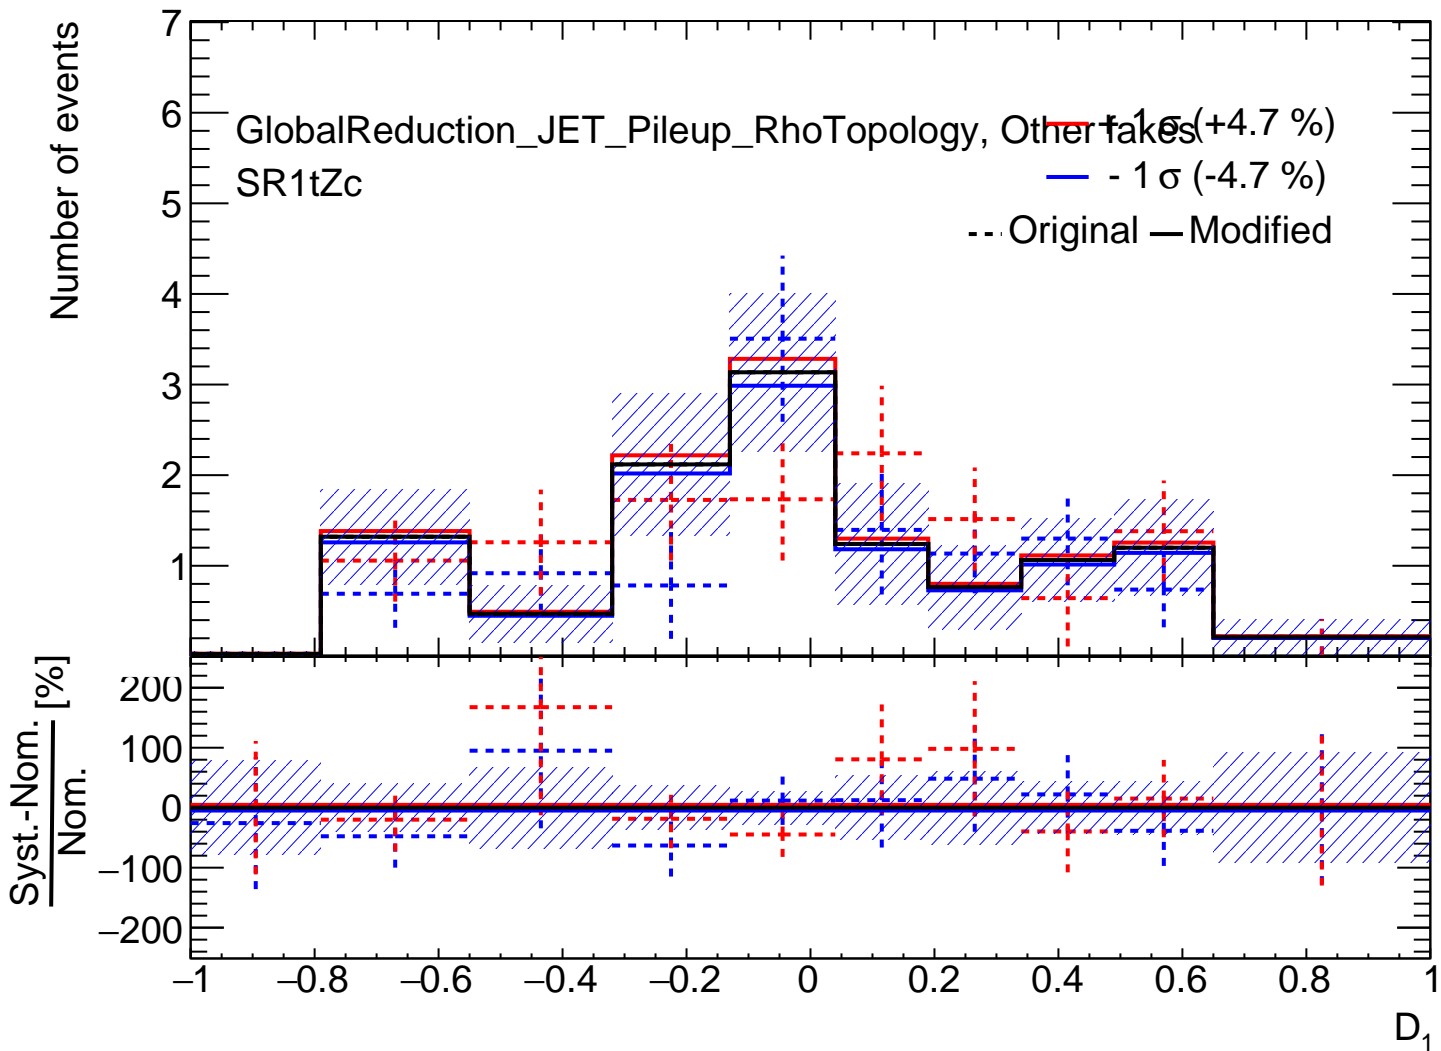 Number of events
7
6
5
4
3
2
1
GlobalReduction_JET_Pileup_RhoTopology, Other fakes
SR1tZc
+ 1 σ (+4.7 %)
- 1 σ (-4.7 %)
Original Modified
Syst.-Nom.
Nom.
[%]
200
100
0
−100
−200
−1 −0.8 −0.6 −0.4 −0.2 0 0.2 0.4 0.6 0.8 1
D1